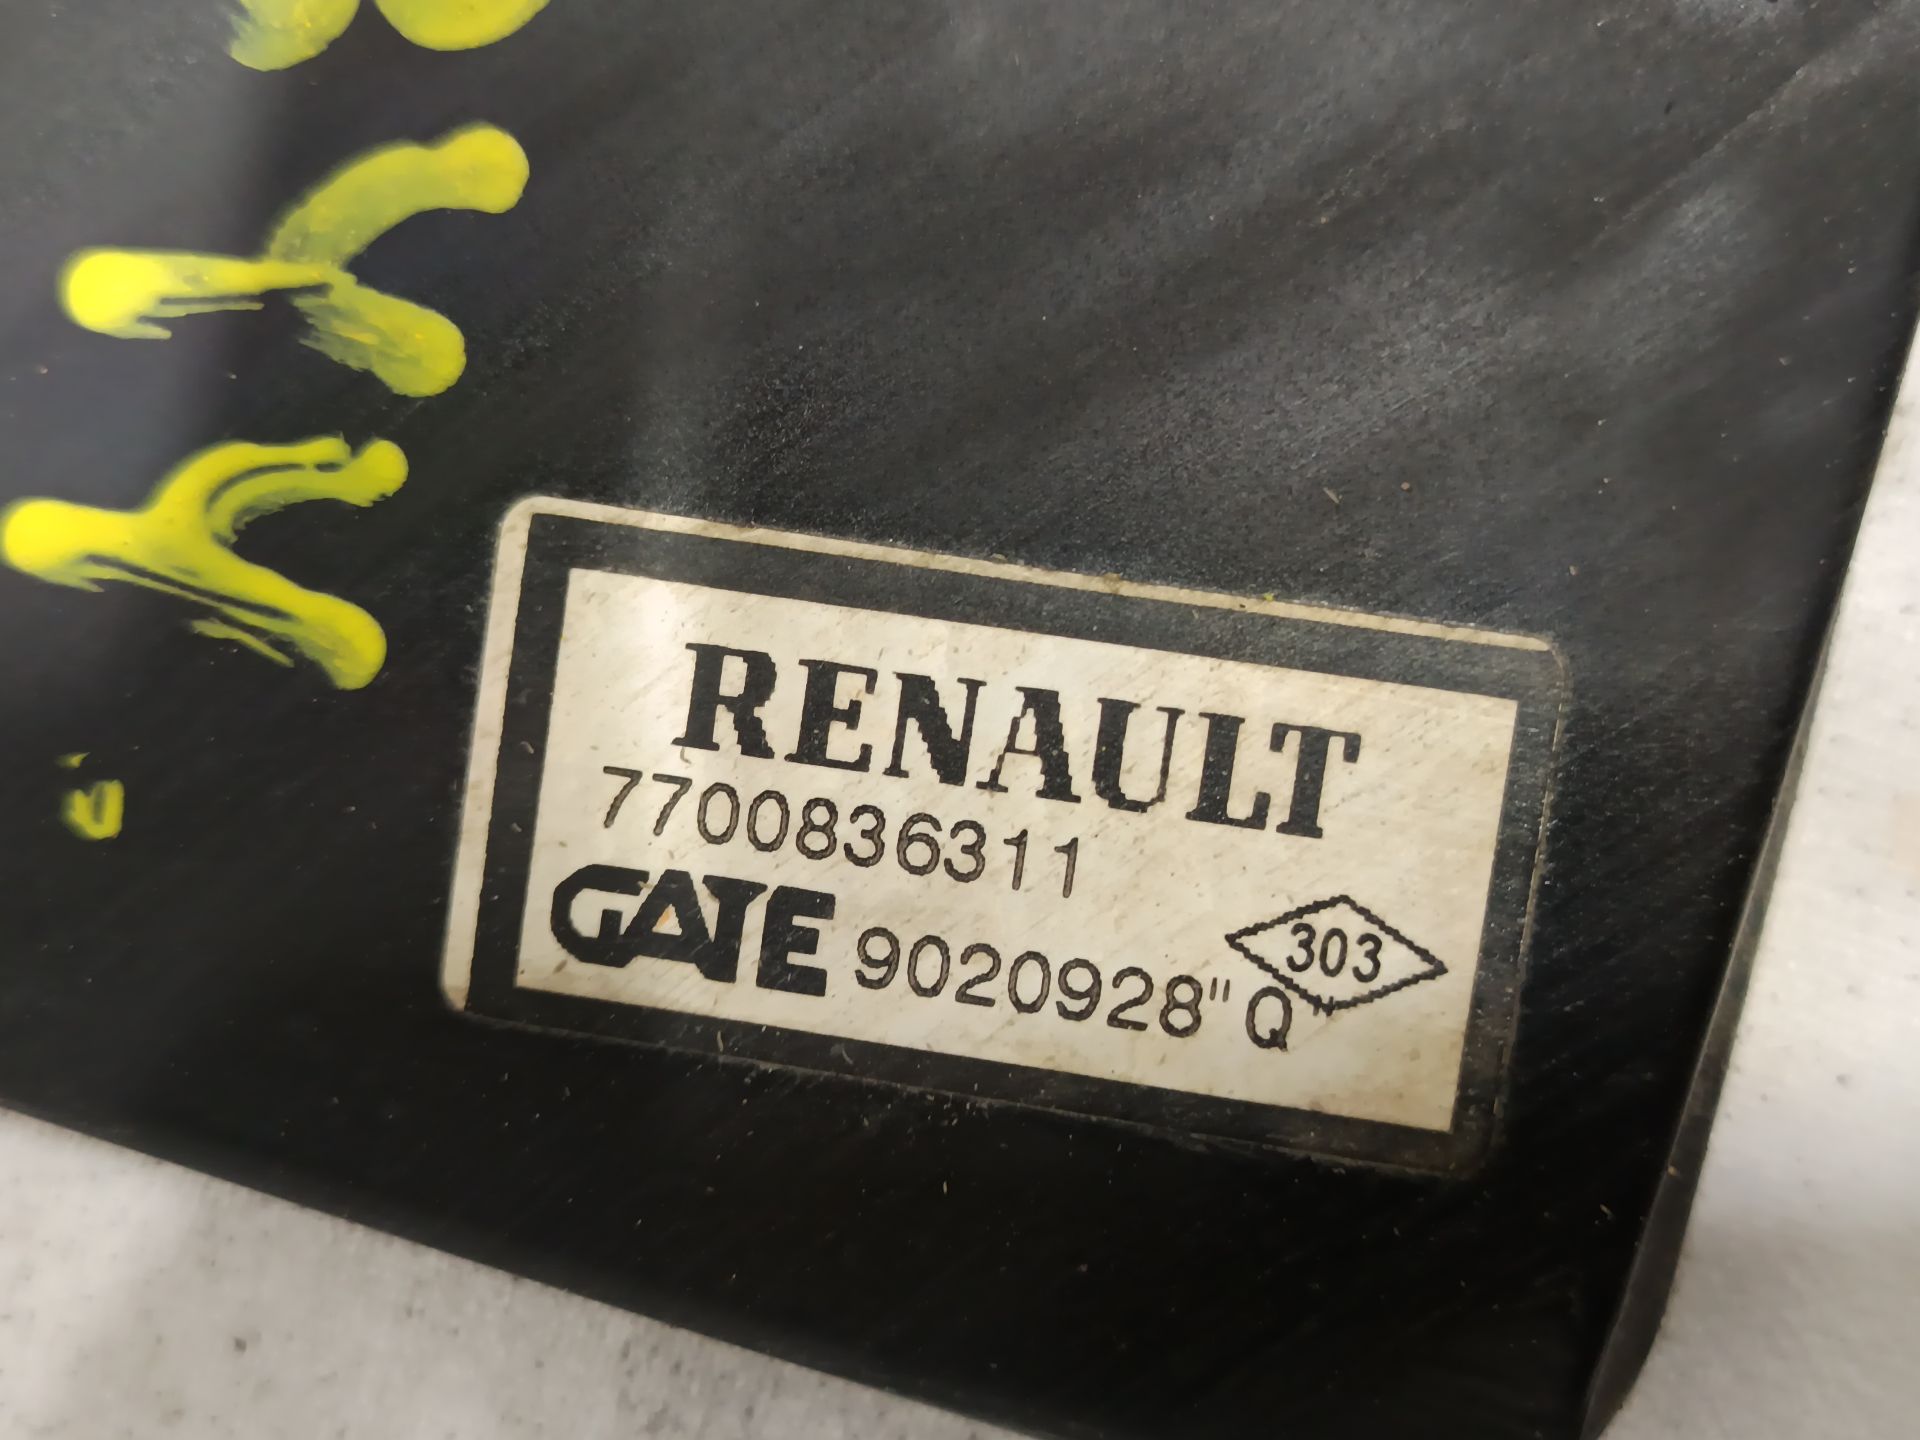 RENAULT
7700836311
GATE 9020928" Q
303